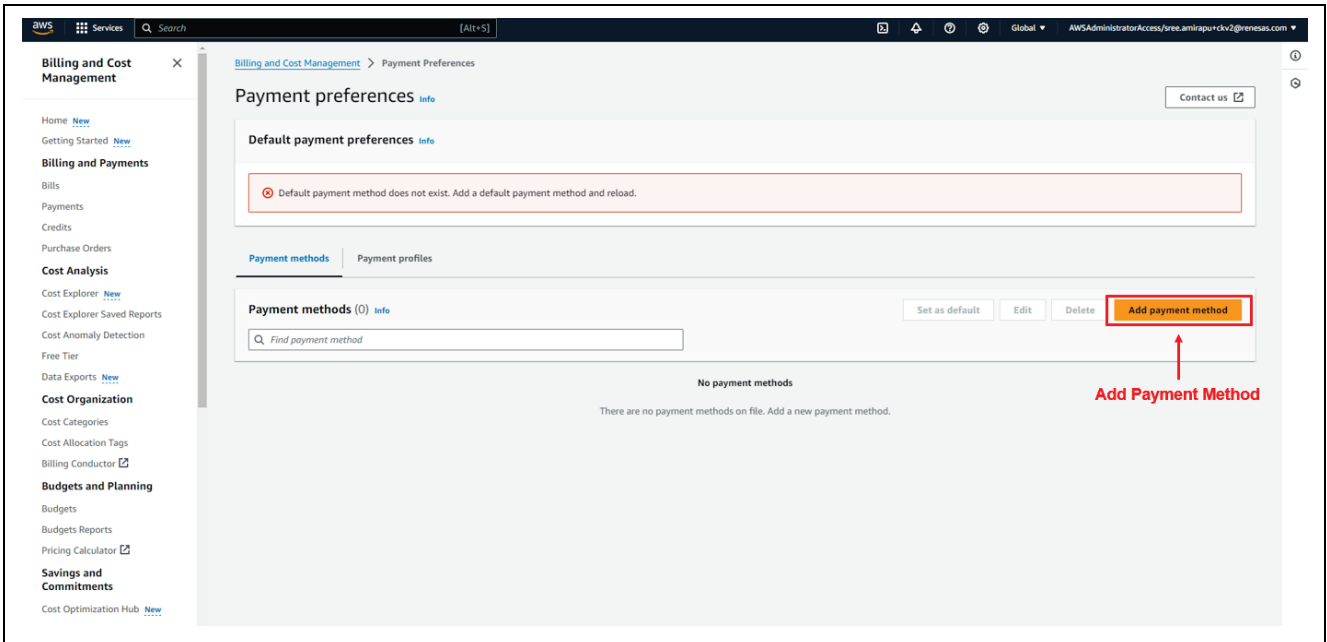 aws Services Search [Alt+S] Global AWSAdministratorAccess/sree.amirapu+ckv2@renesas.com
Billing and Cost
Management
Home New
Getting Started New
Billing and Payments
Bills
Payments
Credits
Purchase Orders
Cost Analysis
Cost Explorer New
Cost Explorer Saved Reports
Cost Anomaly Detection
Free Tier
Data Exports New
Cost Organization
Cost Categories
Cost Allocation Tags
Billing Conductor
Budgets and Planning
Budgets
Budgets Reports
Pricing Calculator
Savings and
Commitments
Cost Optimization Hub New
Billing and Cost Management > Payment Preferences
Payment preferences Info
Contact us
Default payment preferences Info
Default payment method does not exist. Add a default payment method and reload.
Payment methods Payment profiles
Payment methods (0) Info
Set as default Edit Delete Add payment method
Find payment method
No payment methods
There are no payment methods on file. Add a new payment method.
Add Payment Method